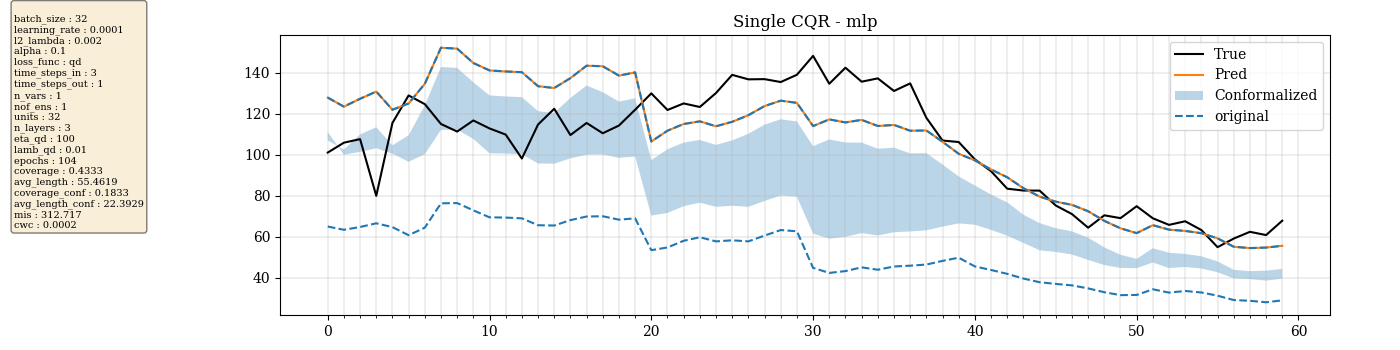 batch_size : 32
learning_rate : 0.0001
l2_lambda : 0.002
alpha : 0.1
loss_func : qd
time_steps_in : 3
time_steps_out : 1
n_vars : 1
nof_ens : 1
units : 32
n_layers : 3
eta_qd : 100
lamb_qd : 0.01
epochs : 104
coverage : 0.4333
avg_length : 55.4619
coverage_conf : 0.1833
avg_length_conf : 22.3929
mis : 312.717
cwc : 0.0002
Single CQR - mlp
140
120
100
80
60
40
0 10 20 30 40 50 60
True
Pred
Conformalized
original